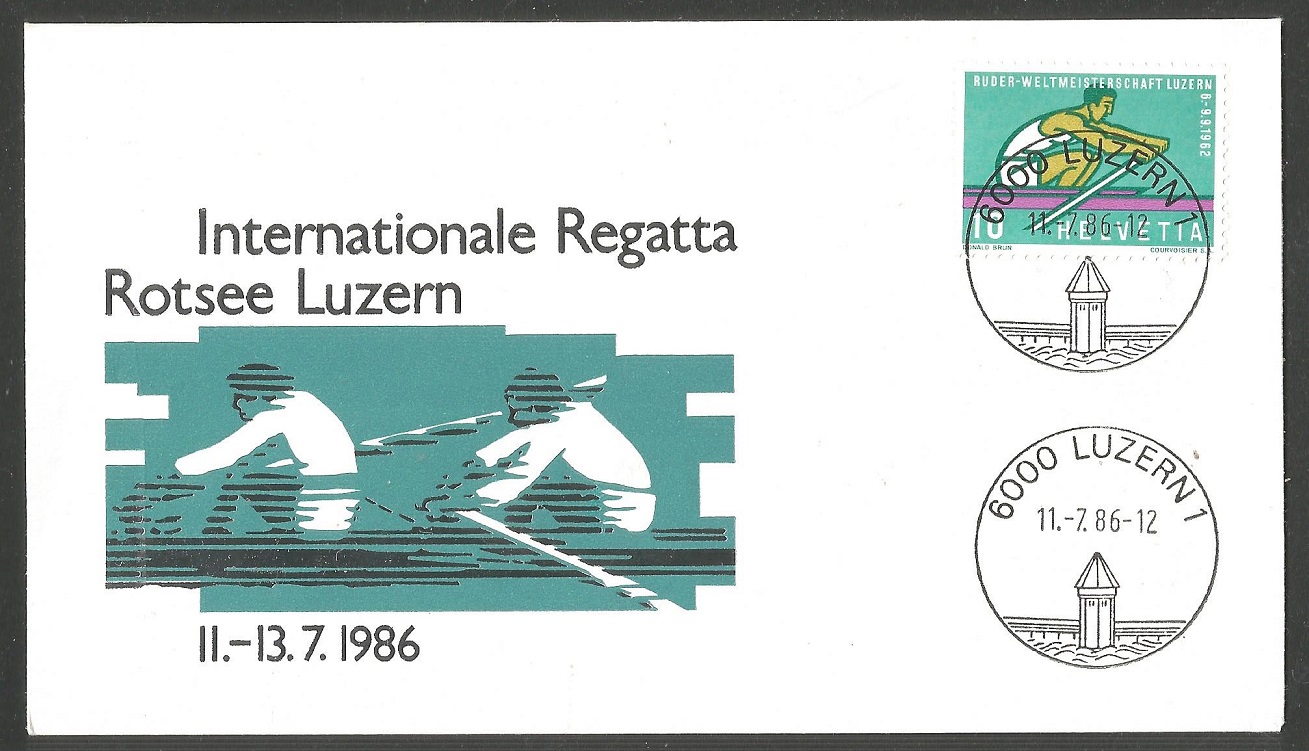 RUDER-WELTMEISTERSCHAFT LUZERN
6.-9.9.1962
10 HELVETIA
DONALD BRUN COURVOISIER S.A.
6000 LUZERN 1
11.-7.86-12
Internationale Regatta
Rotsee Luzern
11.-13.7.1986
6000 LUZERN 1
11.-7.86-12